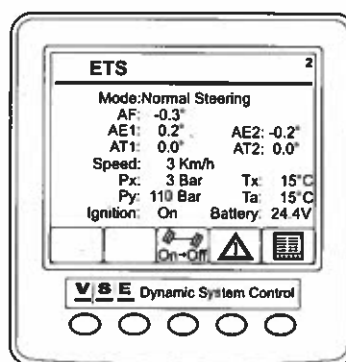 ETS 2
Mode:Normal Steering
AF: -0.3°
AE1: 0.2° AE2: -0.2°
AT1: 0.0° AT2: 0.0°
Speed: 3 Km/h
Px: 3 Bar Tx: 15°C
Py: 110 Bar Ta: 15°C
Ignition: On Battery: 24.4V
On→Off
VSE Dynamic System Control